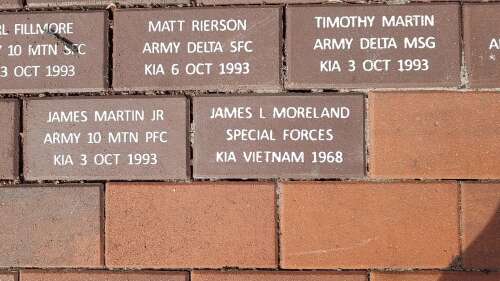 RL FILLMORE
Y 10 MTN SFC
3 OCT 1993
MATT RIERSON
ARMY DELTA SFC
KIA 6 OCT 1993
TIMOTHY MARTIN
ARMY DELTA MSG
KIA 3 OCT 1993
A
JAMES MARTIN JR
ARMY 10 MTN PFC
KIA 3 OCT 1993
JAMES L MORELAND
SPECIAL FORCES
KIA VIETNAM 1968